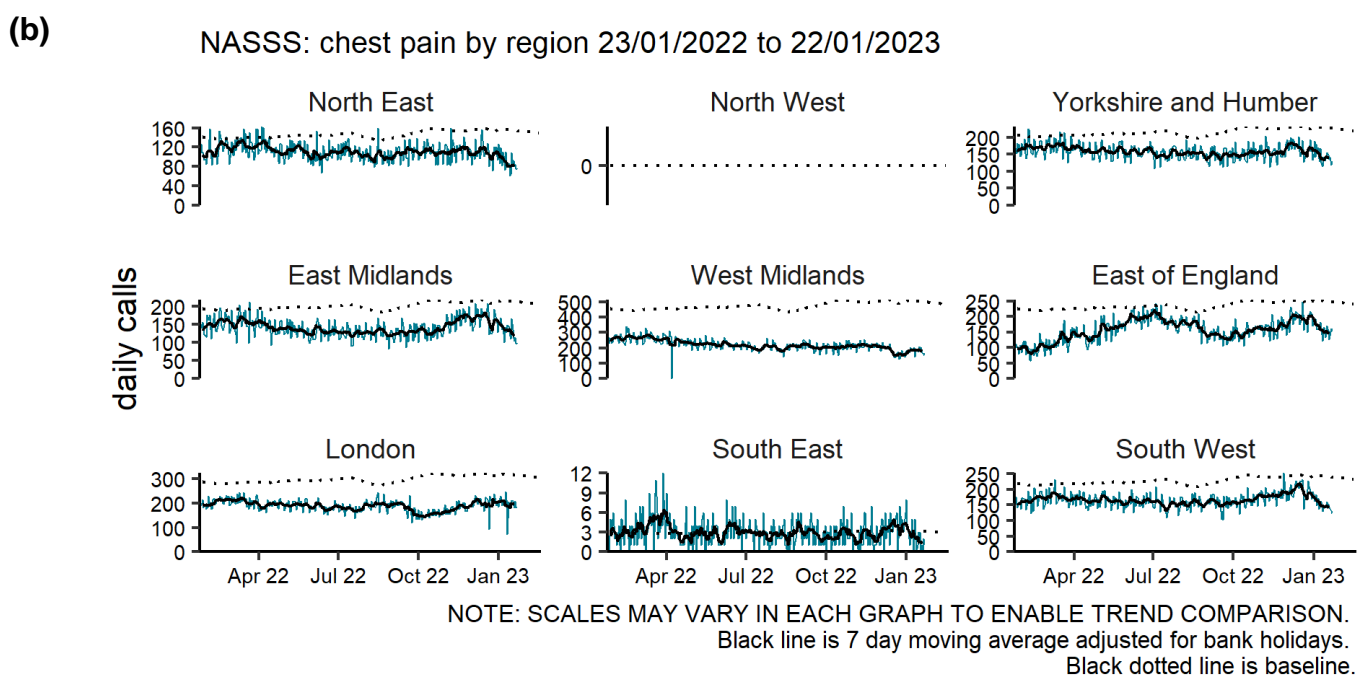 (b)
NASSS: chest pain by region 23/01/2022 to 22/01/2023
North East
North West
Yorkshire and Humber
160
120
80
40
0
0
200
150
100
50
0
East Midlands
West Midlands
East of England
daily calls
200
150
100
50
0
500
400
300
200
100
0
250
200
150
100
50
0
London
South East
South West
300
200
100
0
12
9
6
3
0
250
200
150
100
50
0
Apr 22 Jul 22 Oct 22 Jan 23
Apr 22 Jul 22 Oct 22 Jan 23
Apr 22 Jul 22 Oct 22 Jan 23
NOTE: SCALES MAY VARY IN EACH GRAPH TO ENABLE TREND COMPARISON.
Black line is 7 day moving average adjusted for bank holidays.
Black dotted line is baseline.